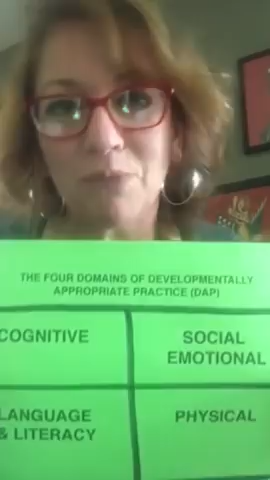 THE FOUR DOMAINS OF DEVELOPMENTALLY
APPROPRIATE PRACTICE (DAP)
COGNITIVE
SOCIAL
EMOTIONAL
LANGUAGE
& LITERACY
PHYSICAL